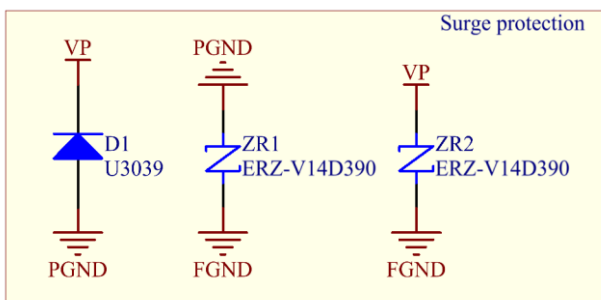 Surge protection
VP
PGND
VP
D1
U3039
ZR1
ERZ-V14D390
ZR2
ERZ-V14D390
PGND
FGND
FGND